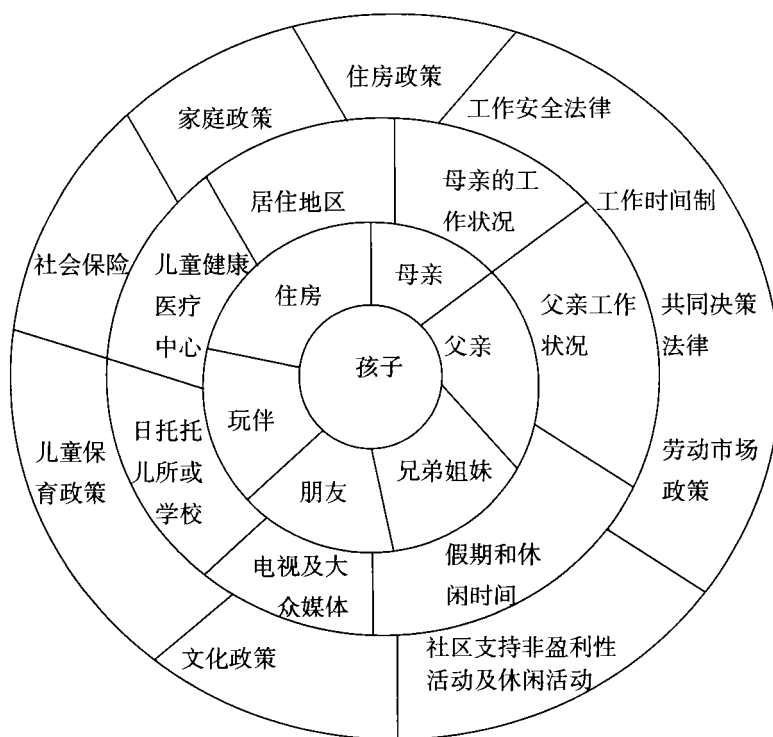 住房政策
家庭政策
工作安全法律
社会保险
工作时间制
共同决策
法律
儿童保
育政策
劳动市场
政策
文化政策
社区支持非盈利性
活动及休闲活动
居住地区
母亲的工
作状况
儿童健康
医疗
中心
父亲工作
状况
日托托
儿所或
学校
电视及大
众媒体
假期和休
闲时间
住房
母亲
父亲
玩伴
朋友
兄弟姐妹
孩子